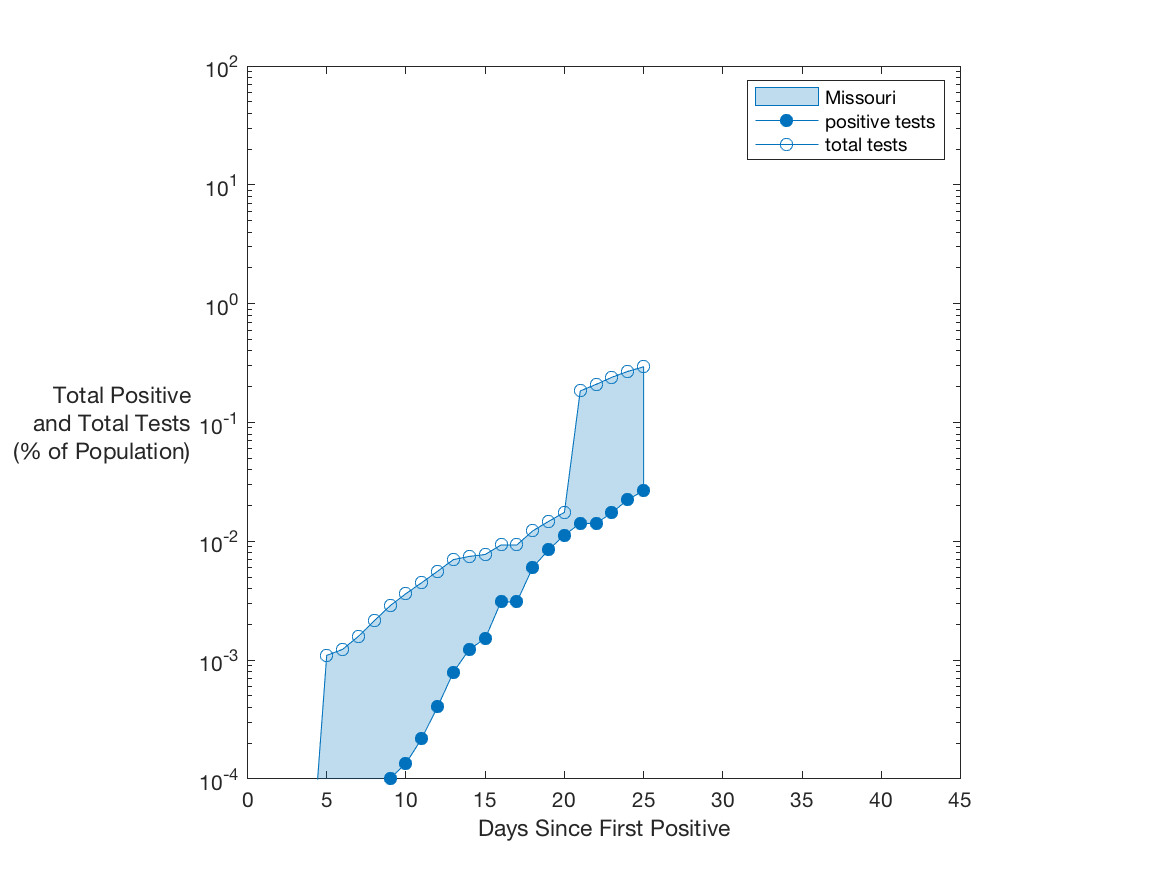 10^2
10^1
10^0
10^-1
10^-2
10^-3
10^-4
Total Positive
and Total Tests
(% of Population)
Missouri
positive tests
total tests
0 5 10 15 20 25 30 35 40 45
Days Since First Positive